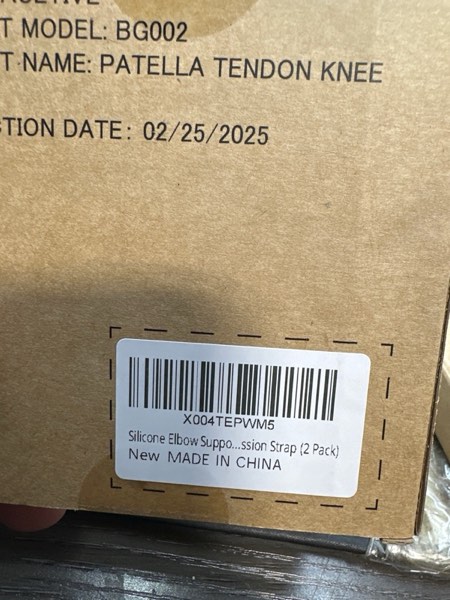 T MODEL: BG002
T NAME: PATELLA TENDON KNEE
TION DATE: 02/25/2025
X004TEPWM5
Silicone Elbow Suppo...ssion Strap (2 Pack)
New MADE IN CHINA